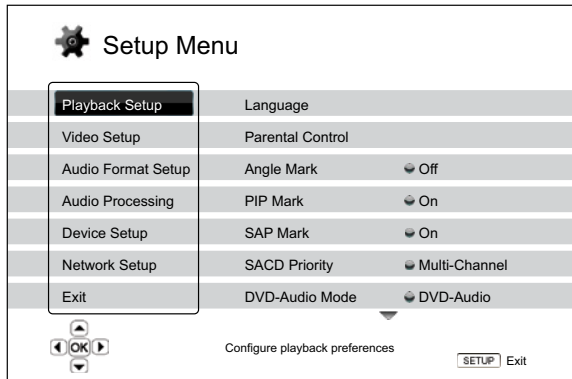 Setup Menu
Playback Setup Language
Video Setup Parental Control
Audio Format Setup Angle Mark Off
Audio Processing PIP Mark On
Device Setup SAP Mark On
Network Setup SACD Priority Multi-Channel
Exit DVD-Audio Mode DVD-Audio
OK Configure playback preferences
SETUP Exit